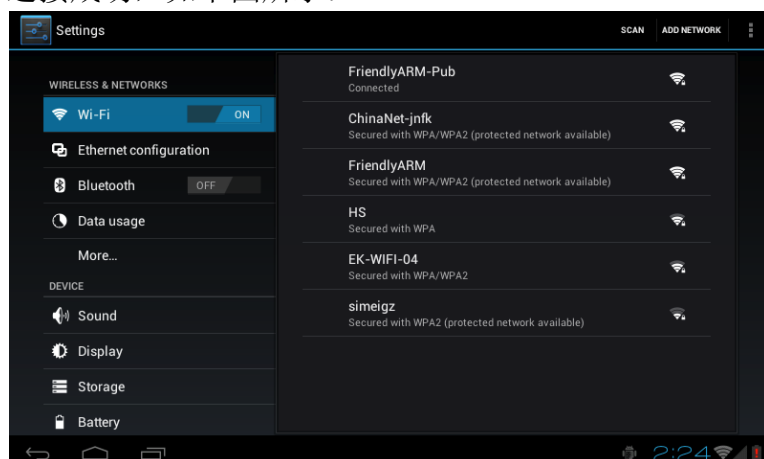 Settings
SCAN
ADD NETWORK
WIRELESS & NETWORKS
Wi-Fi
ON
Ethernet configuration
Bluetooth
OFF
Data usage
More...
DEVICE
Sound
Display
Storage
Battery
FriendlyARM-Pub
Connected
ChinaNet-jnfk
Secured with WPA/WPA2 (protected network available)
FriendlyARM
Secured with WPA/WPA2 (protected network available)
HS
Secured with WPA
EK-WIFI-04
Secured with WPA/WPA2
simeigz
Secured with WPA2 (protected network available)
2:24